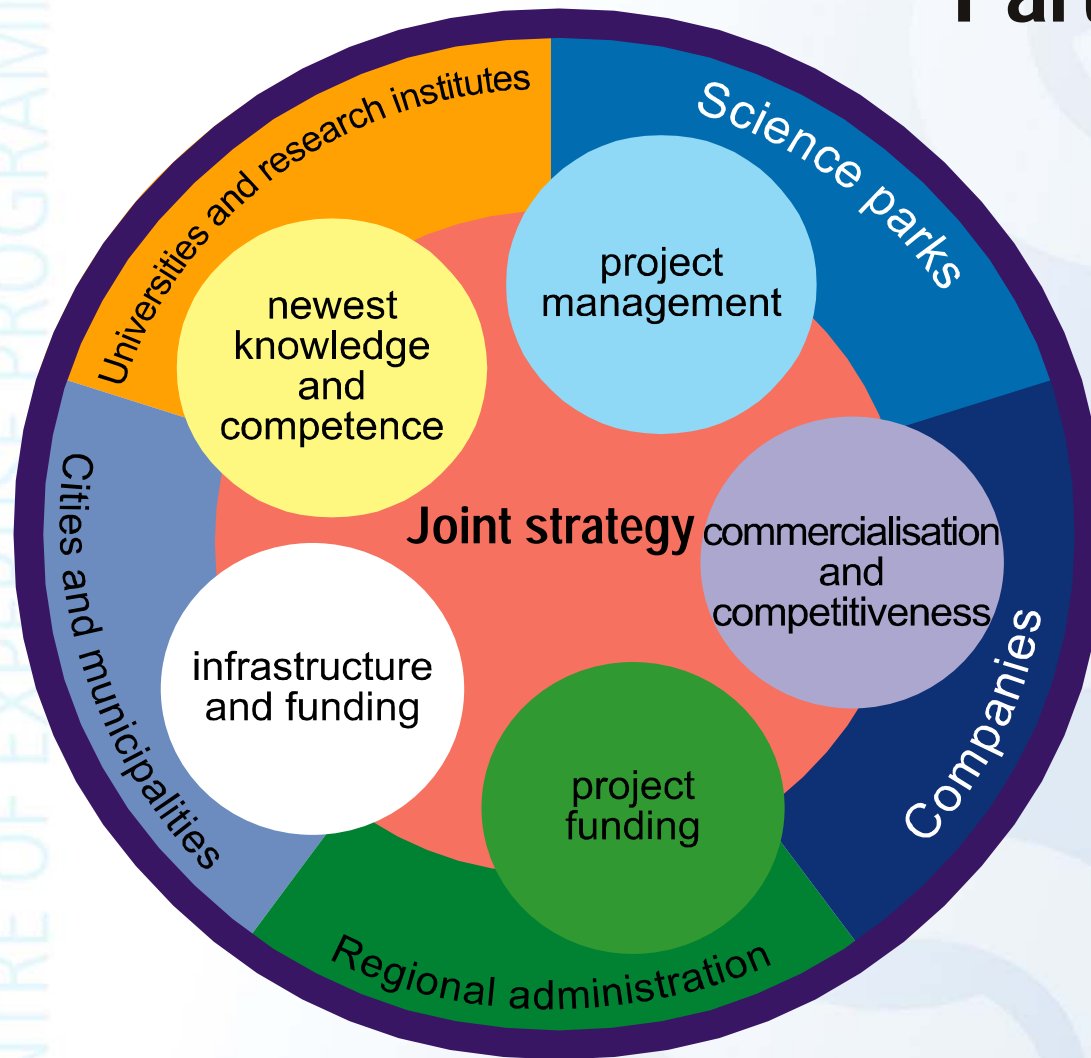 Universities and research institutes
Science parks
project
management
newest
knowledge
and
competence
Joint strategy
commercialisation
and
competitiveness
Companies
Cities and municipalities
infrastructure
and funding
project
funding
Regional administration